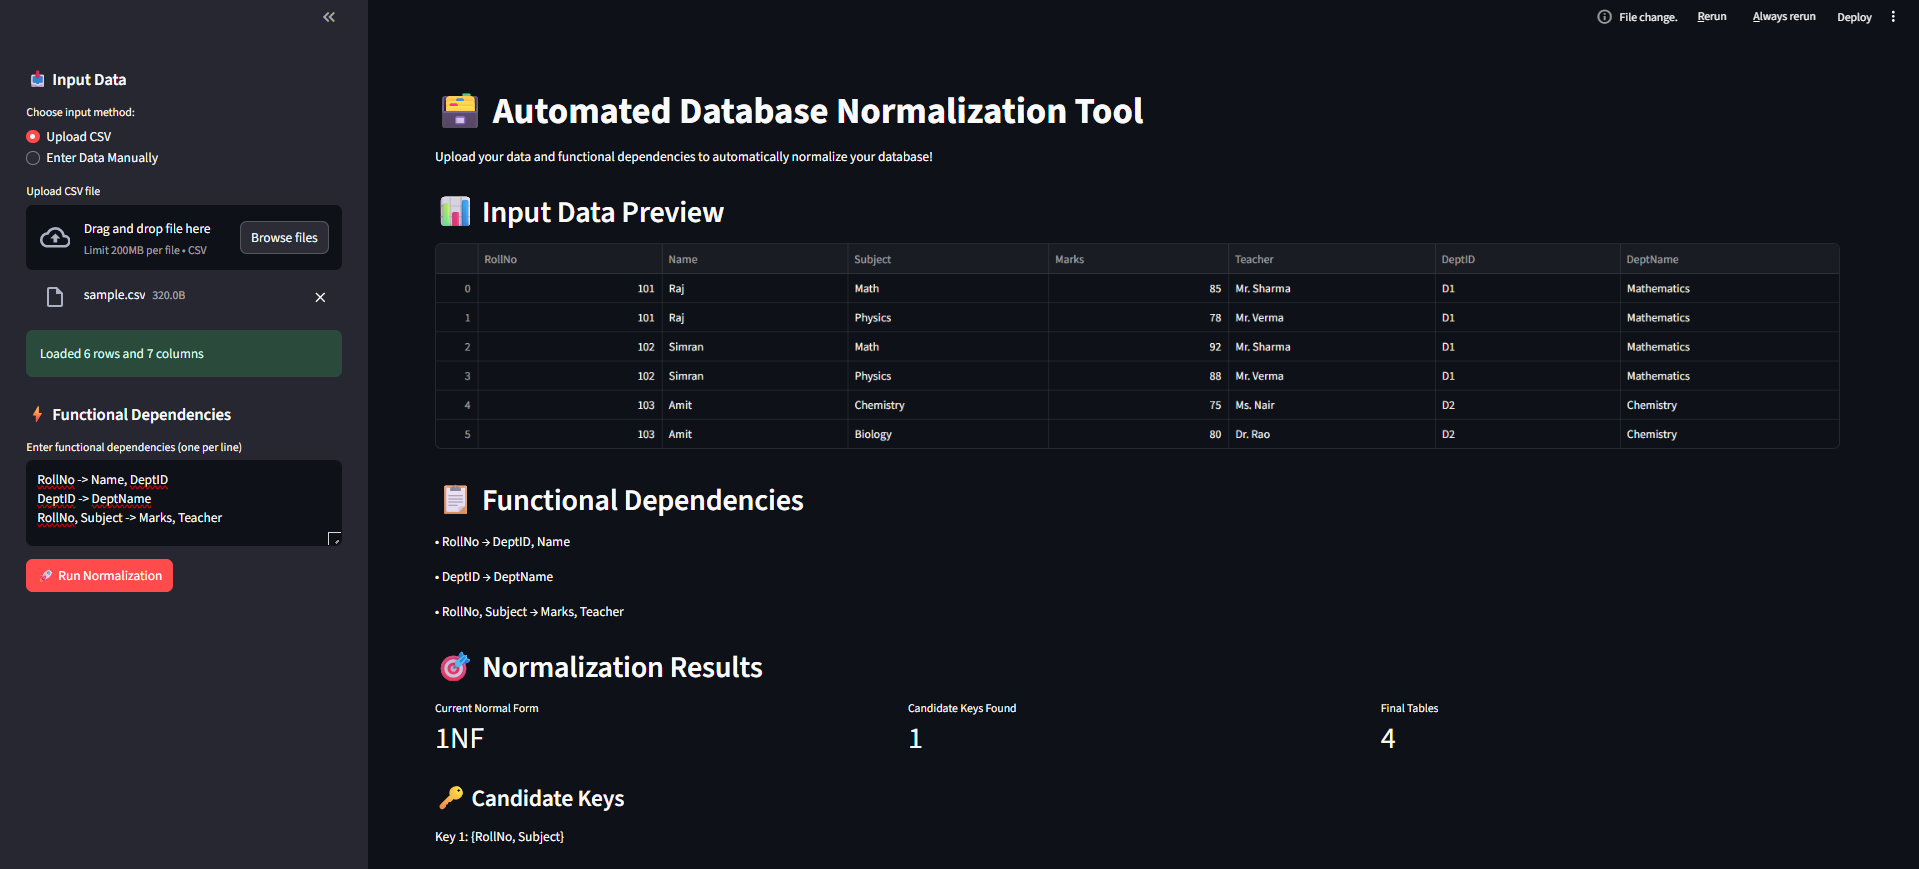 File change. Rerun Always rerun Deploy
Input Data
Choose input method:
Upload CSV
Enter Data Manually
Upload CSV file
Drag and drop file here
Limit 200MB per file • CSV
Browse files
sample.csv 320.0B
Loaded 6 rows and 7 columns
Functional Dependencies
Enter functional dependencies (one per line)
RollNo -> Name, DeptID
DeptID -> DeptName
RollNo, Subject -> Marks, Teacher
Run Normalization
Automated Database Normalization Tool
Upload your data and functional dependencies to automatically normalize your database!
Input Data Preview
RollNo Name Subject Marks Teacher DeptID DeptName
0 101 Raj Math 85 Mr. Sharma D1 Mathematics
1 101 Raj Physics 78 Mr. Verma D1 Mathematics
2 102 Simran Math 92 Mr. Sharma D1 Mathematics
3 102 Simran Physics 88 Mr. Verma D1 Mathematics
4 103 Amit Chemistry 75 Ms. Nair D2 Chemistry
5 103 Amit Biology 80 Dr. Rao D2 Chemistry
Functional Dependencies
• RollNo → DeptID, Name
• DeptID → DeptName
• RollNo, Subject → Marks, Teacher
Normalization Results
Current Normal Form Candidate Keys Found Final Tables
1NF 1 4
Candidate Keys
Key 1: {RollNo, Subject}